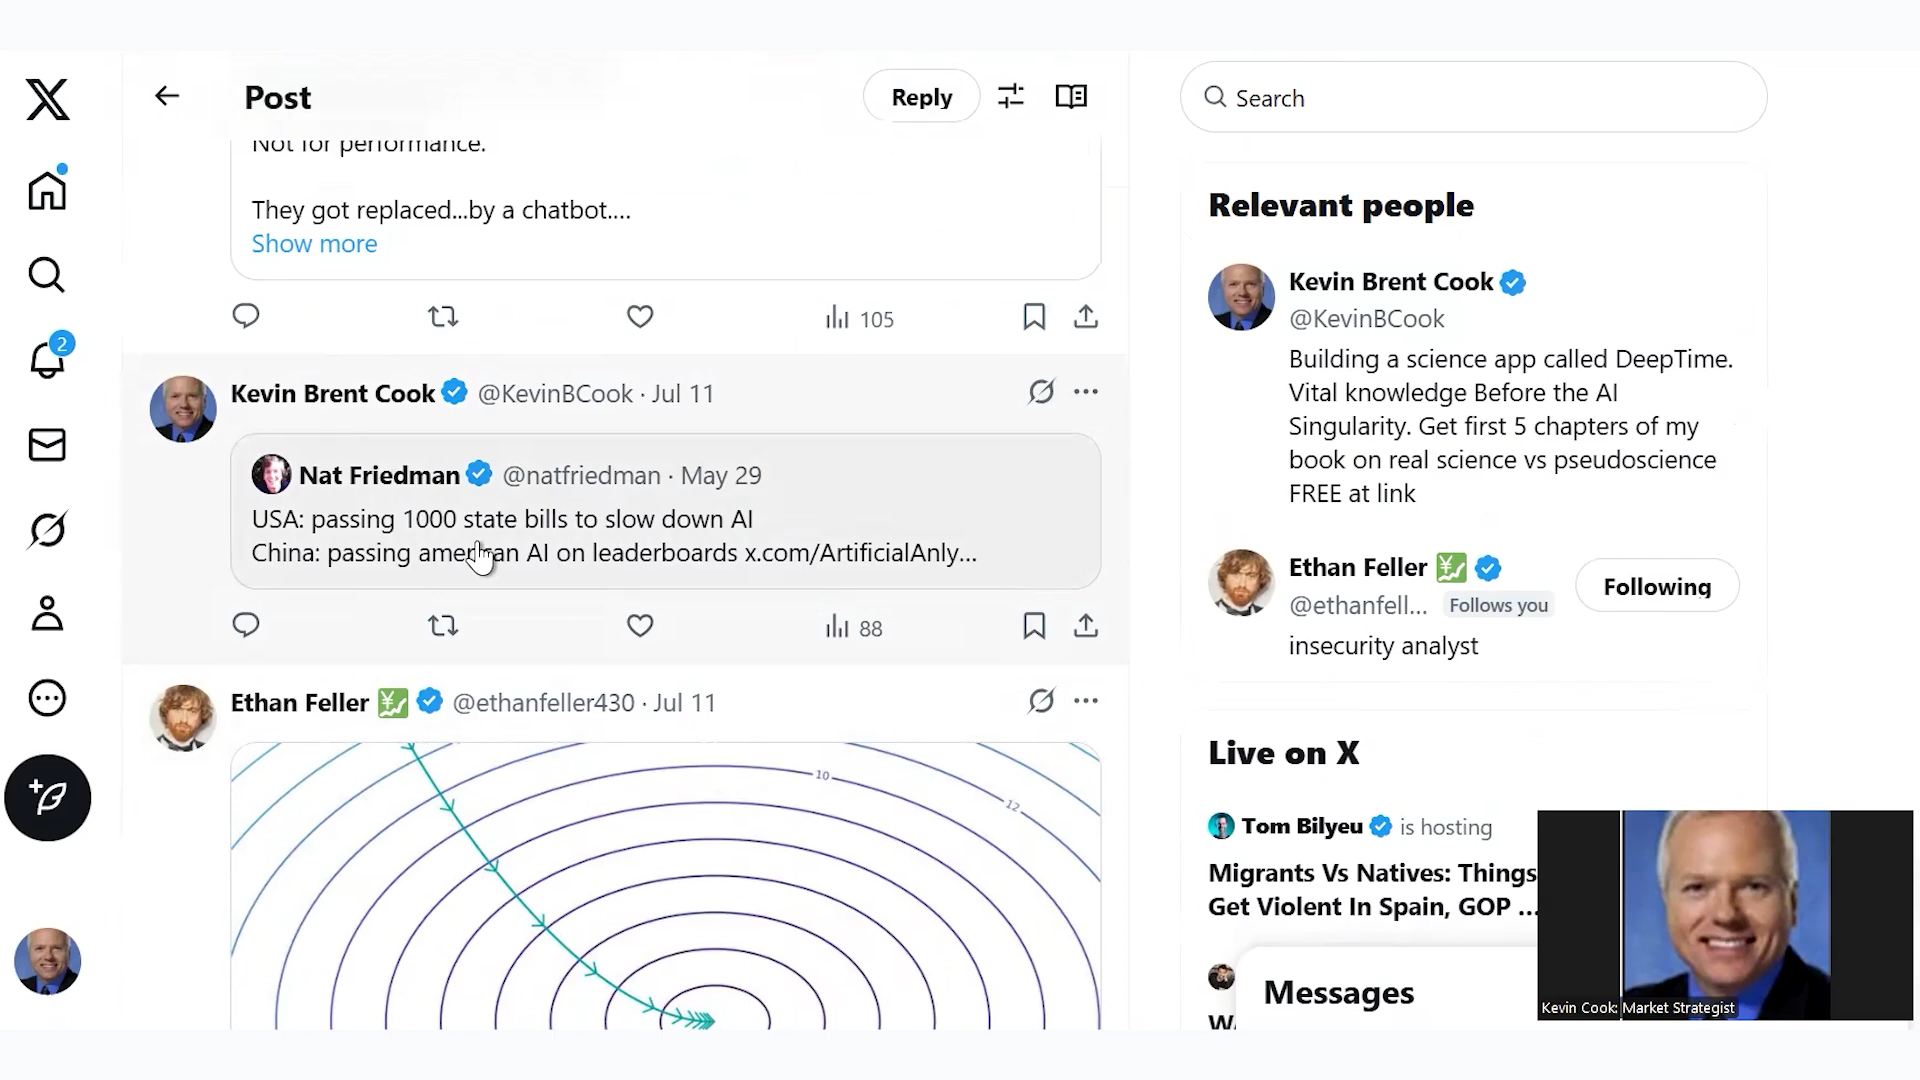 Post
Reply
Search
Not for performance.
They got replaced...by a chatbot....
Show more
105
2
Kevin Brent Cook @KevinBCook · Jul 11
Nat Friedman @natfriedman · May 29
USA: passing 1000 state bills to slow down AI
China: passing american AI on leaderboards x.com/ArtificialAnly...
88
Ethan Feller @ethanfeller430 · Jul 11
10
12
Relevant people
Kevin Brent Cook
@KevinBCook
Building a science app called DeepTime.
Vital knowledge Before the AI
Singularity. Get first 5 chapters of my
book on real science vs pseudoscience
FREE at link
Ethan Feller
@ethanfell... Follows you
Following
insecurity analyst
Live on X
Tom Bilyeu is hosting
Migrants Vs Natives: Things
Get Violent In Spain, GOP ...
Messages
Kevin Cook: Market Strategist